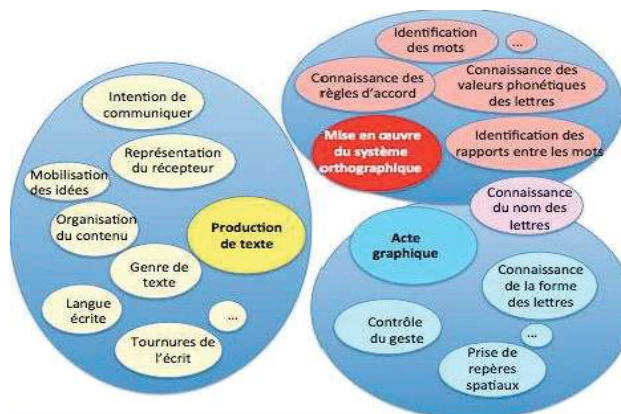 Intention de
communiquer
Représentation
du récepteur
Mobilisation
des idées
Organisation
du contenu
Production
de texte
Genre de
texte
Langue
écrite
...
Tournures de
l'écrit
Identification
des mots
...
Connaissance des
règles d'accord
Connaissance des
valeurs phonétiques
des lettres
Mise en œuvre
du système
orthographique
Identification des
rapports entre les mots
Connaissance
du nom des
lettres
Acte
graphique
Connaissance
de la forme
des lettres
Contrôle
du geste
...
Prise de
repères
spatiaux